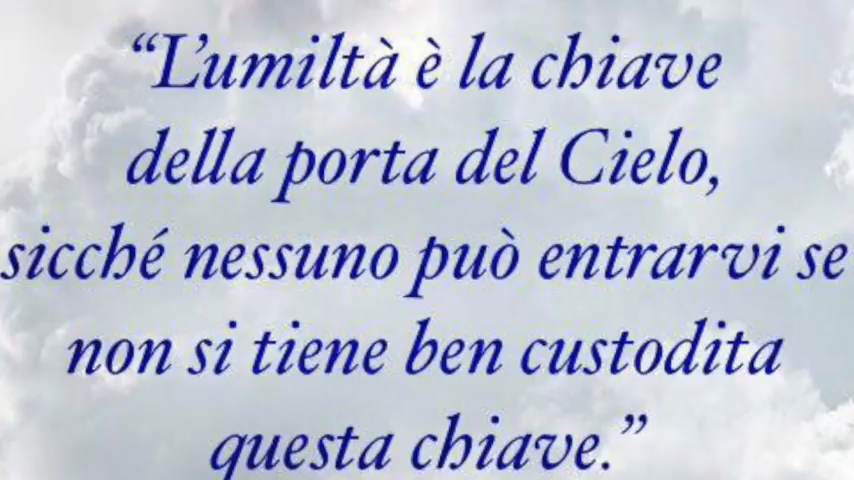 “L’umiltà è la chiave
della porta del Cielo,
sicché nessuno può entrarvi se
non si tiene ben custodita
questa chiave.”